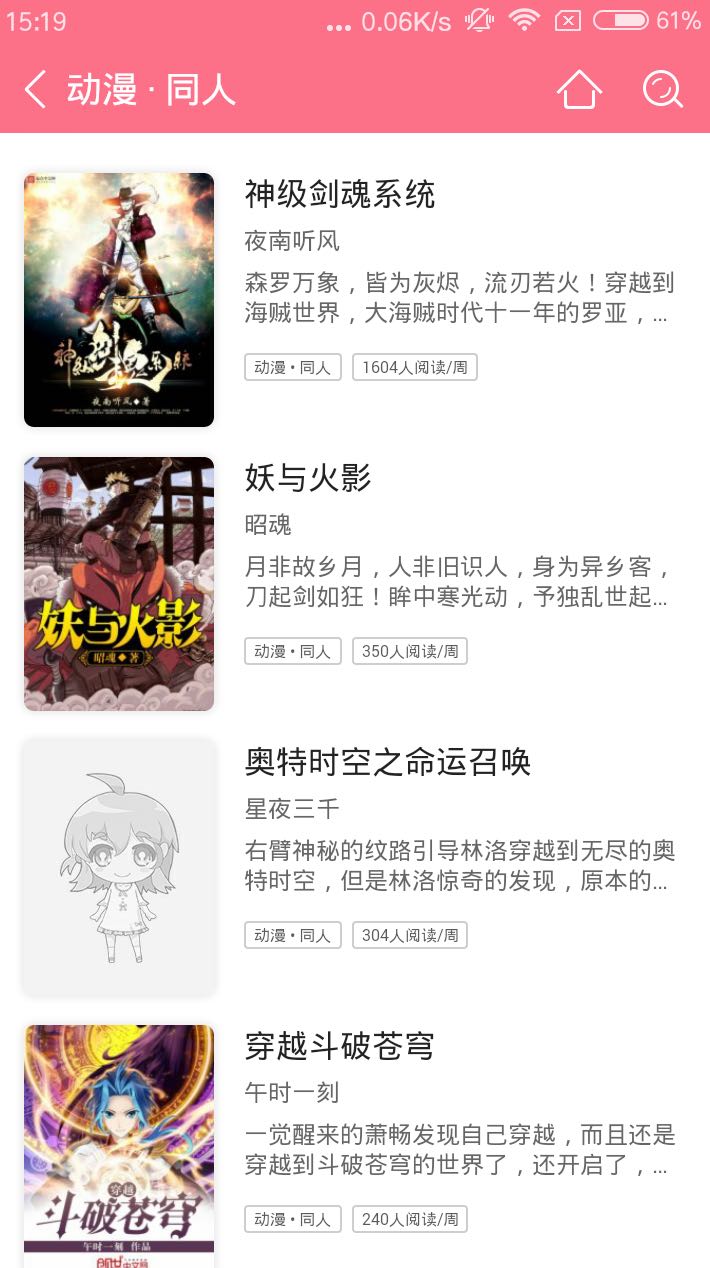 15:19
... 0.06K/s
61%
动漫 · 同人
神级剑魂系统
夜南听风
森罗万象，皆为灰烬，流刃若火！穿越到
海贼世界，大海贼时代十一年的罗亚，...
动漫 • 同人 1604人阅读/周
神级剑魂系统
夜南听风◆著
妖与火影
昭魂
月非故乡月，人非旧识人，身为异乡客，
刀起剑如狂！眸中寒光动，予独乱世起...
动漫 • 同人 350人阅读/周
妖与火影
昭魂◆著
奥特时空之命运召唤
星夜三千
右臂神秘的纹路引导林洛穿越到无尽的奥
特时空，但是林洛惊奇的发现，原本的...
动漫 • 同人 304人阅读/周
穿越斗破苍穹
午时一刻
一觉醒来的萧畅发现自己穿越，而且还是
穿越到斗破苍穹的世界了，还开启了，...
动漫 • 同人 240人阅读/周
穿越
斗破苍穹
午时一刻 作品